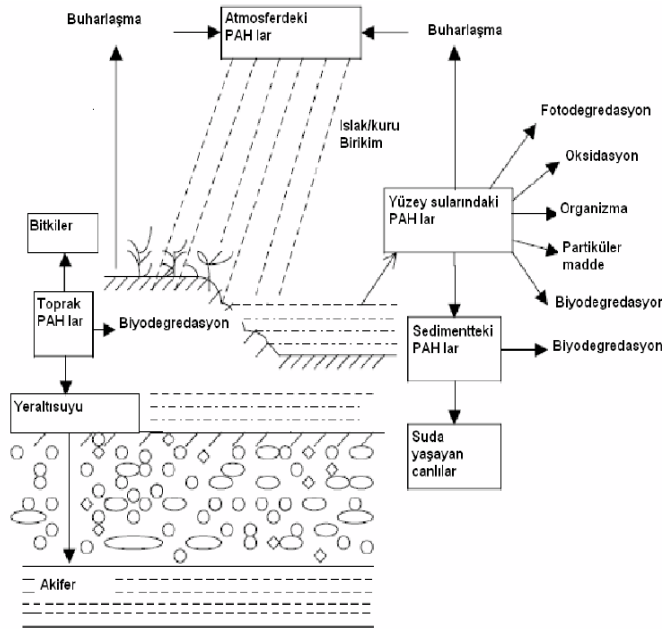 Buharlaşma
Atmosferdeki
PAH lar
Buharlaşma
Islak/kuru
Birikim
Fotodegredasyon
Oksidasyon
Yüzey sularındaki
PAH lar
Organizma
Partiküler
madde
Biyodegredasyon
Bitkiler
Toprak
PAH lar
Biyodegredasyon
Sedimentteki
PAH lar
Biyodegredasyon
Yeraltısuyu
Suda
yaşayan
canlılar
Akifer